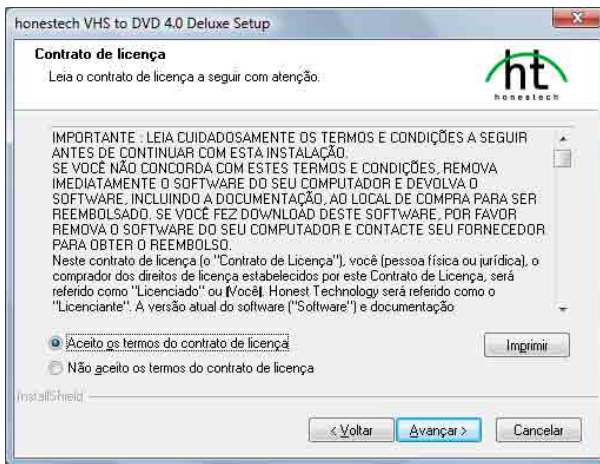 honestech VHS to DVD 4.0 Deluxe Setup
Contrato de licença
Leia o contrato de licença a seguir com atenção.
ht
honestech
IMPORTANTE : LEIA CUIDADOSAMENTE OS TERMOS E CONDIÇÕES A SEGUIR
ANTES DE CONTINUAR COM ESTA INSTALAÇÃO.
SE VOCÊ NÃO CONCORDA COM ESTES TERMOS E CONDIÇÕES, REMOVA
IMEDIATAMENTE O SOFTWARE DO SEU COMPUTADOR E DEVOLVA O
SOFTWARE, INCLUINDO A DOCUMENTAÇÃO, AO LOCAL DE COMPRA PARA SER
REEMBOLSADO. SE VOCÊ FEZ DOWNLOAD DESTE SOFTWARE, POR FAVOR
REMOVA O SOFTWARE DO SEU COMPUTADOR E CONTACTE SEU FORNECEDOR
PARA OBTER O REEMBOLSO.
Neste contrato de licença (o "Contrato de Licença"), você (pessoa física ou jurídica), o
comprador dos direitos de licença estabelecidos por este Contrato de Licença, será
referido como "Licenciado" ou |Você|. Honest Technology será referido como o
"Licenciante". A versão atual do software ("Software") e documentação
Aceito os termos do contrato de licença
Imprimir
Não aceito os termos do contrato de licença
InstallShield
< Voltar
Avançar >
Cancelar